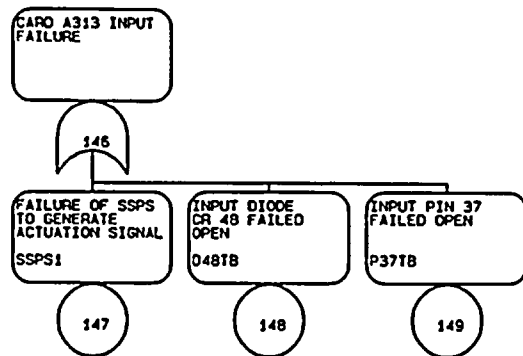 CARD A313 INPUT
FAILURE
146
FAILURE OF SSPS
TO GENERATE
ACTUATION SIGNAL
SSPS1
INPUT DIODE
CR 48 FAILED
OPEN
D48TB
INPUT PIN 37
FAILED OPEN
P37TB
147
148
149